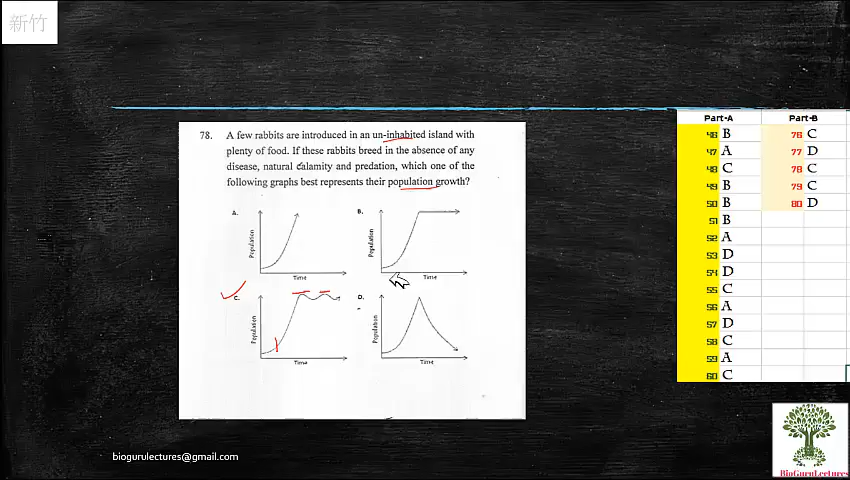 新竹
78. A few rabbits are introduced in an un-inhabited island with
plenty of food. If these rabbits breed in the absence of any
disease, natural calamity and predation, which one of the
following graphs best represents their population growth?
A.
Population
Time
B.
Population
Time
C.
Population
Time
D.
Population
Time
Part-A Part-B
46 B 76 C
47 A 77 D
48 C 78 C
49 B 79 C
50 B 80 D
51 B
52 A
53 D
54 D
55 C
56 A
57 D
58 C
59 A
60 C
biogurulectures@gmail.com
BioGuruLectures